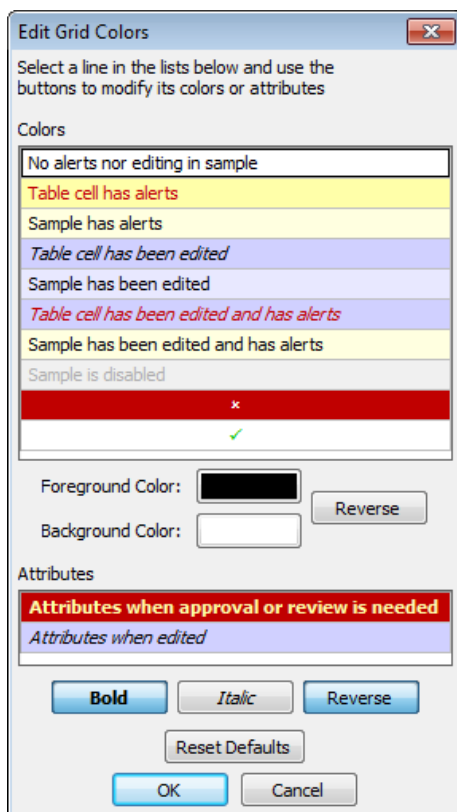 Edit Grid Colors
Select a line in the lists below and use the
buttons to modify its colors or attributes
Colors
No alerts nor editing in sample
Table cell has alerts
Sample has alerts
Table cell has been edited
Sample has been edited
Table cell has been edited and has alerts
Sample has been edited and has alerts
Sample is disabled
Foreground Color:
Reverse
Background Color:
Attributes
Attributes when approval or review is needed
Attributes when edited
Bold Italic Reverse
Reset Defaults
OK Cancel